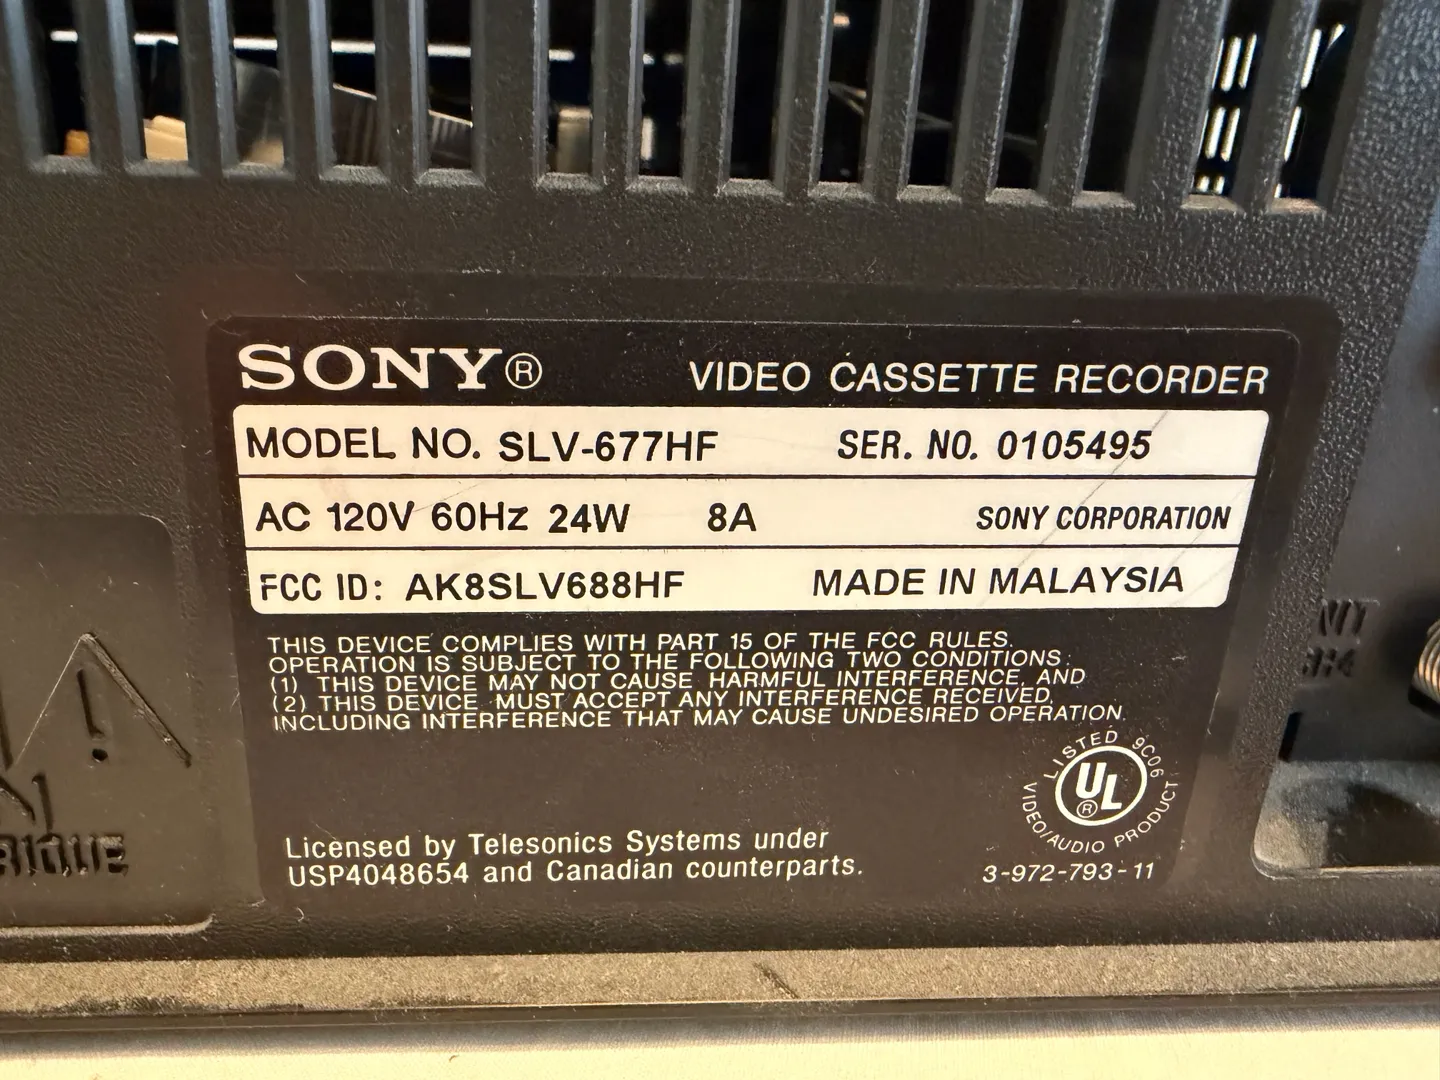 SONY®
VIDEO CASSETTE RECORDER
MODEL NO. SLV-677HF SER. NO. 0105495
AC 120V 60Hz 24W 8A SONY CORPORATION
FCC ID: AK8SLV688HF MADE IN MALAYSIA
THIS DEVICE COMPLIES WITH PART 15 OF THE FCC RULES.
OPERATION IS SUBJECT TO THE FOLLOWING TWO CONDITIONS:
(1) THIS DEVICE MAY NOT CAUSE HARMFUL INTERFERENCE, AND
(2) THIS DEVICE MUST ACCEPT ANY INTERFERENCE RECEIVED,
INCLUDING INTERFERENCE THAT MAY CAUSE UNDESIRED OPERATION.
LISTED 9C06
UL®
VIDEO/AUDIO PRODUCT
Licensed by Telesonics Systems under
USP4048654 and Canadian counterparts.
3-972-793-11